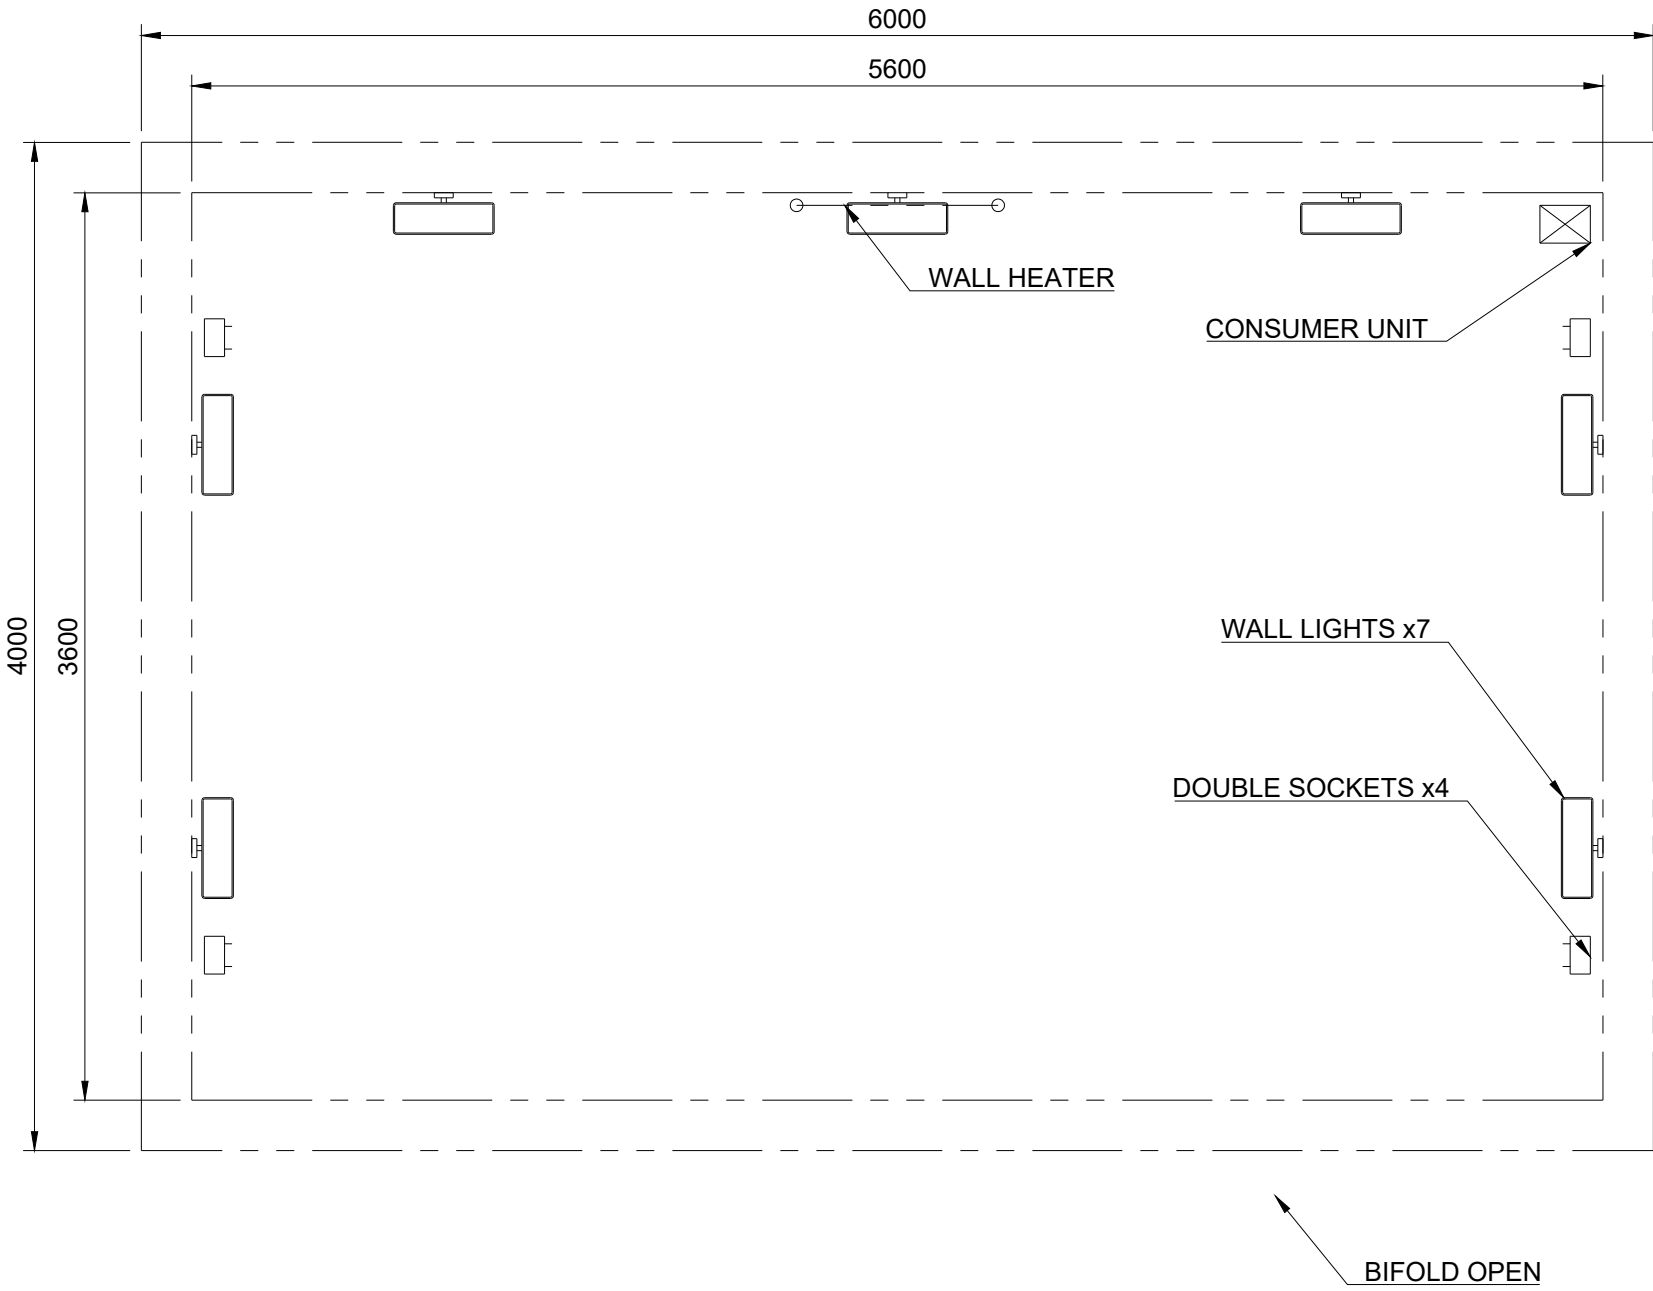 6000
5600
WALL HEATER
CONSUMER UNIT
4000
3600
WALL LIGHTS x7
DOUBLE SOCKETS x4
BIFOLD OPEN